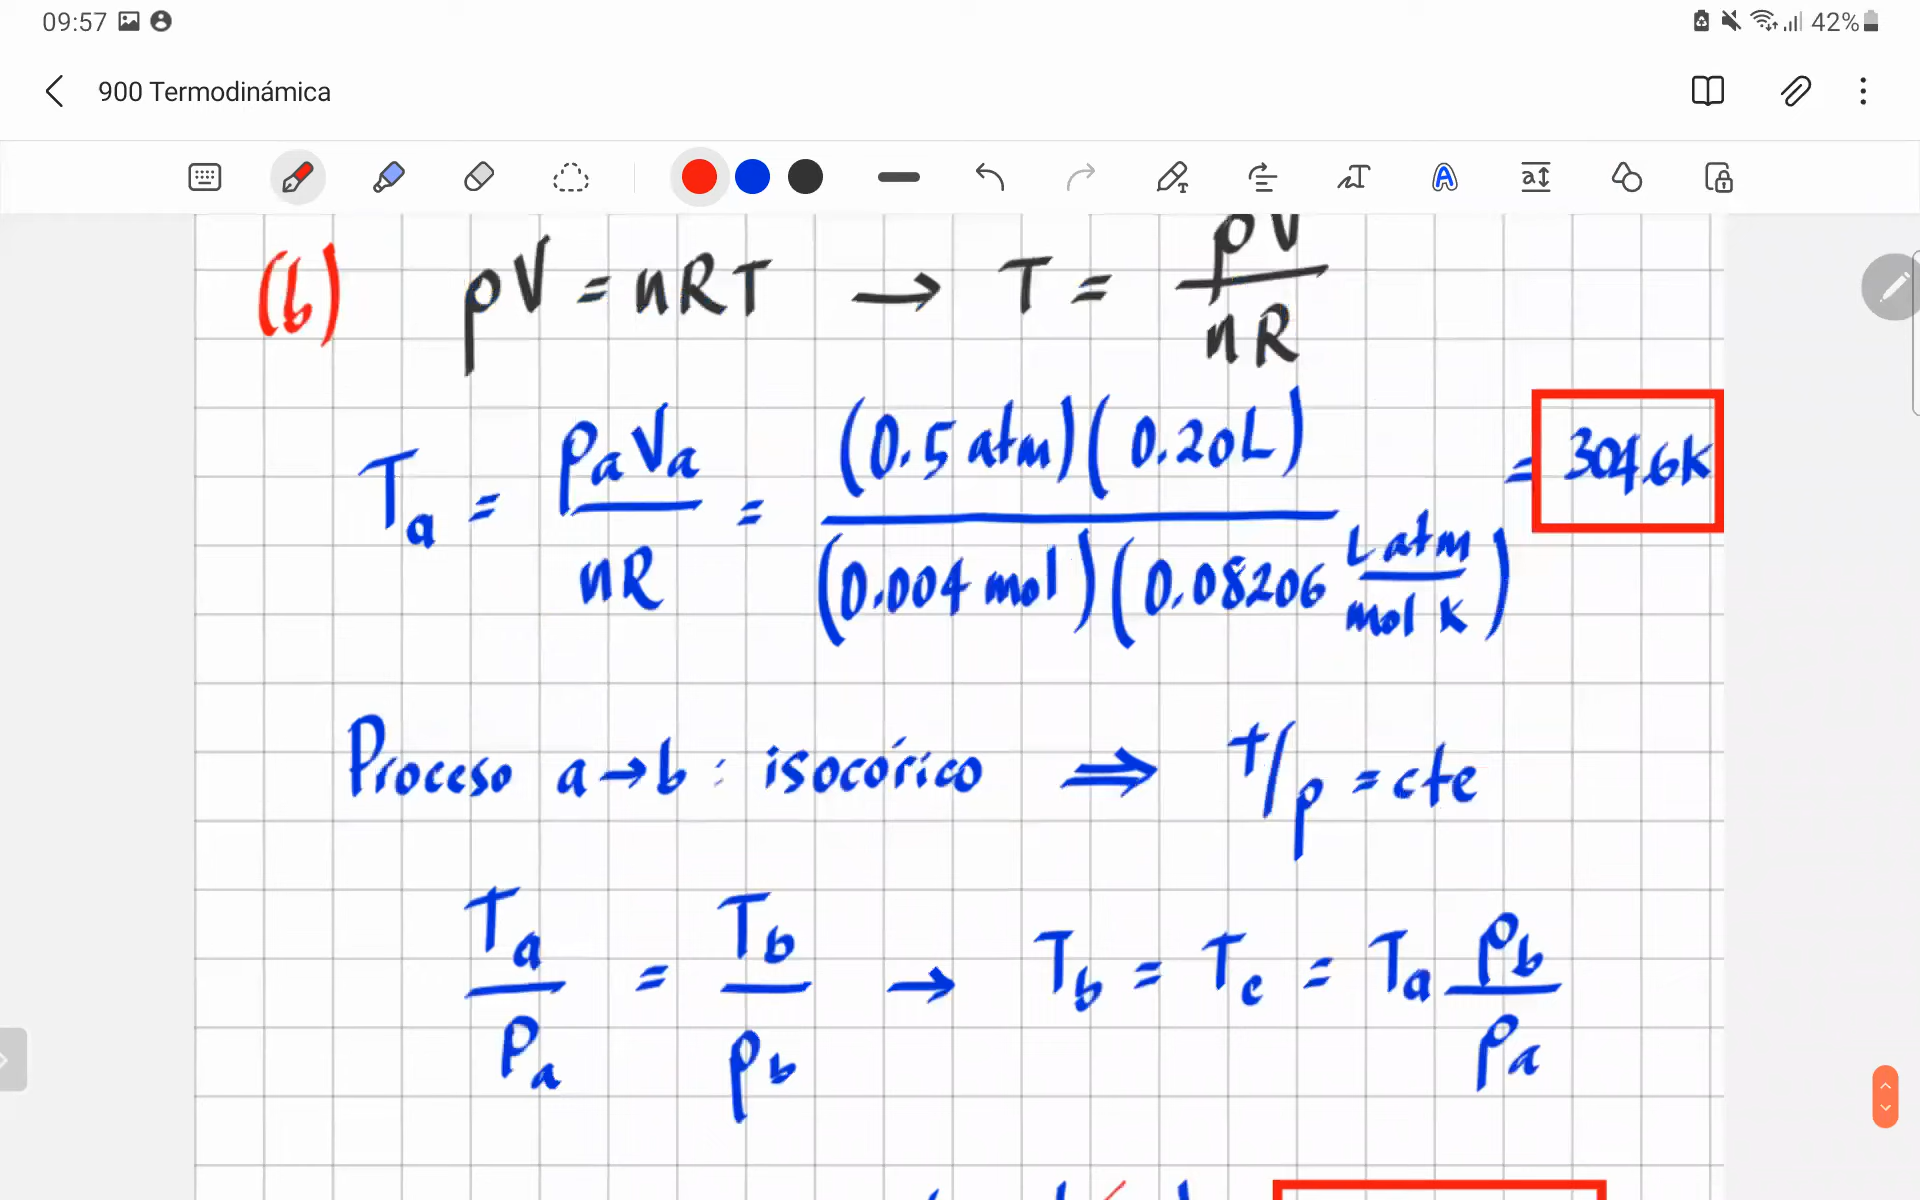 09:57 42%
900 Termodinámica
(b) pV = nRT → T = pV / nR
Ta = paVa / nR = (0.5 atm)(0.20L) / (0.004 mol)(0.08206 L atm / mol K) = 304.6K
Proceso a→b : isocórico ⇒ T/p = cte
Ta / Pa = Tb / Pb → Tb = Tc = Ta Pb / Pa